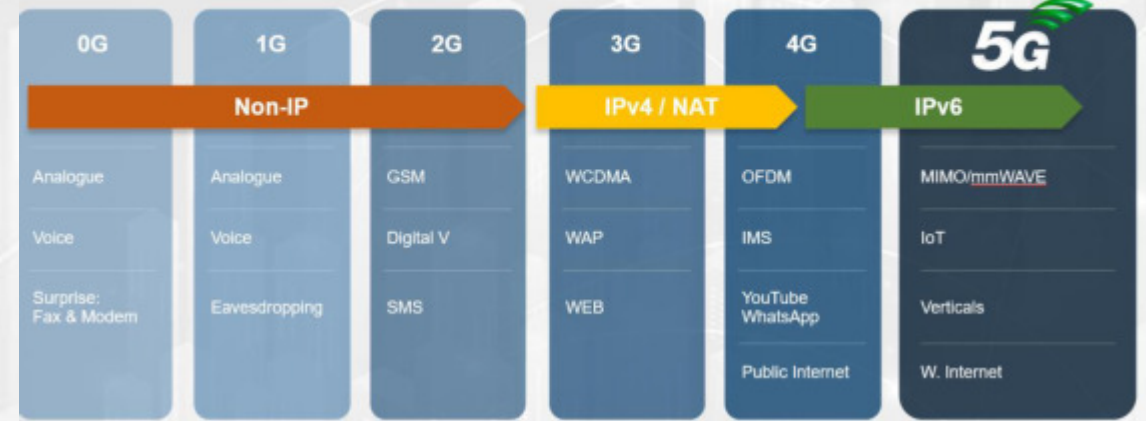 0G
1G
2G
3G
4G
5G
Non-IP
IPv4 / NAT
IPv6
Analogue
Analogue
GSM
WCDMA
OFDM
MIMO/mmWAVE
Voice
Voice
Digital V
WAP
IMS
IoT
Surprise:
Fax & Modem
Eavesdropping
SMS
WEB
YouTube
WhatsApp
Verticals
Public Internet
W. Internet